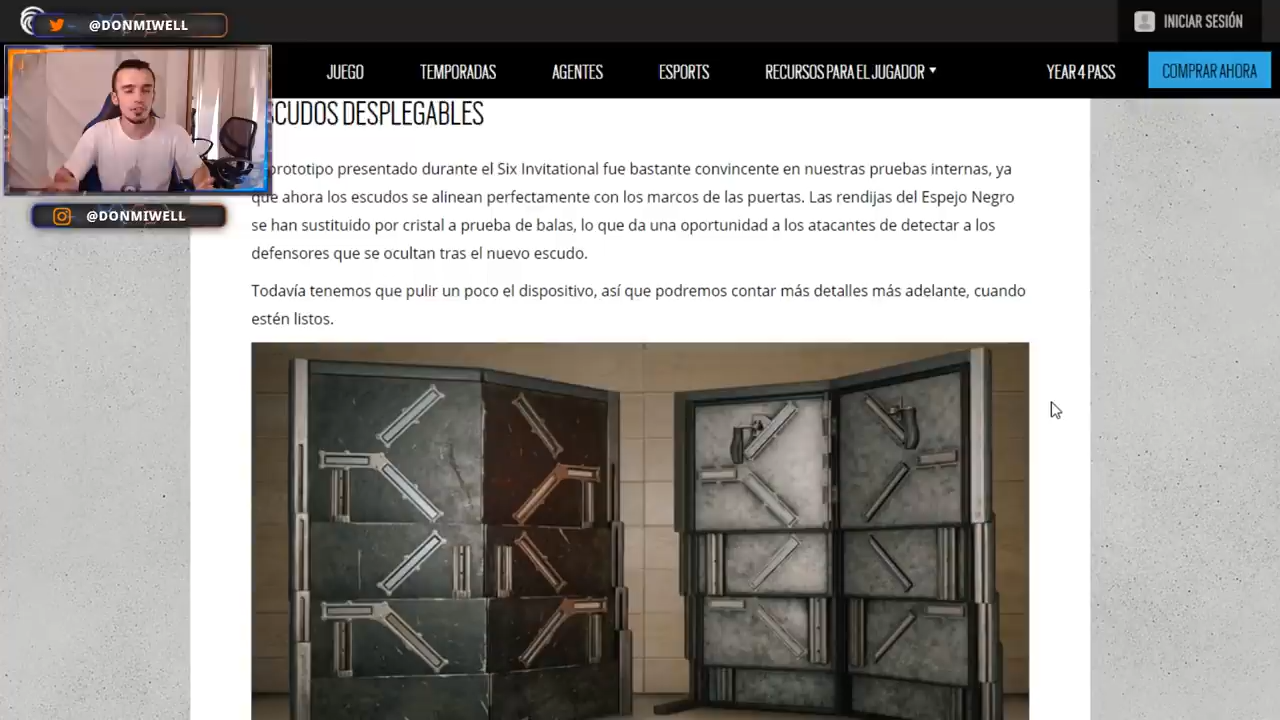 @DONMIWELL
INICIAR SESIÓN
JUEGO TEMPORADAS AGENTES ESPORTS RECURSOS PARA EL JUGADOR YEAR 4 PASS COMPRAR AHORA
SCUDOS DESPLEGABLES
prototipo presentado durante el Six Invitational fue bastante convincente en nuestras pruebas internas, ya
que ahora los escudos se alinean perfectamente con los marcos de las puertas. Las rendijas del Espejo Negro
@DONMIWELL
se han sustituido por cristal a prueba de balas, lo que da una oportunidad a los atacantes de detectar a los
defensores que se ocultan tras el nuevo escudo.
Todavía tenemos que pulir un poco el dispositivo, así que podremos contar más detalles más adelante, cuando
estén listos.